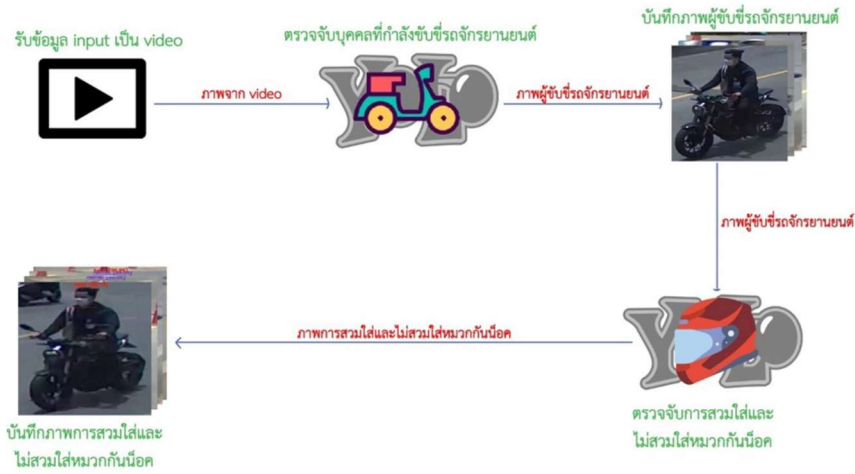 รับข้อมูล input เป็น video
ตรวจจับบุคคลที่กำลังขับขี่รถจักรยานยนต์
บันทึกภาพผู้ขับขี่รถจักรยานยนต์
ภาพจาก video
ภาพผู้ขับขี่รถจักรยานยนต์
ภาพผู้ขับขี่รถจักรยานยนต์
ภาพการสวมใส่และไม่สวมใส่หมวกกันน็อค
ตรวจจับการสวมใส่และ
ไม่สวมใส่หมวกกันน็อค
บันทึกภาพการสวมใส่และ
ไม่สวมใส่หมวกกันน็อค